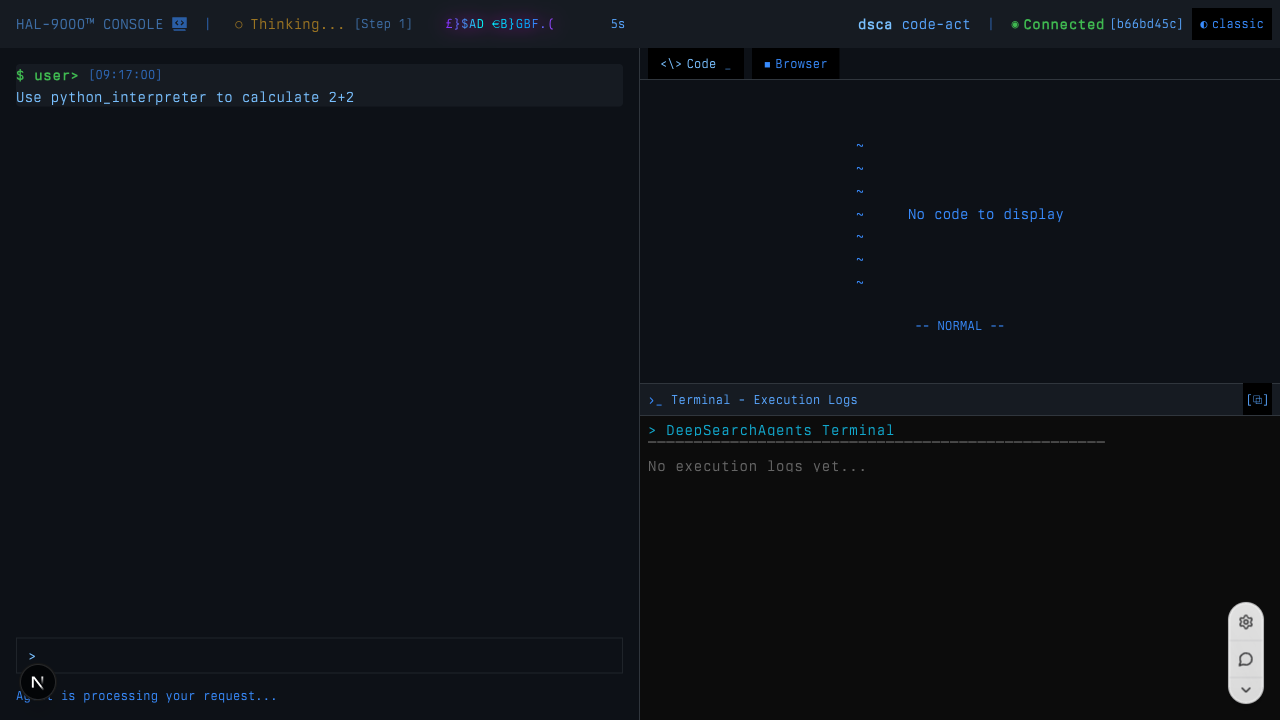 HAL-9000™ CONSOLE | ○ Thinking... [Step 1] £}$AD €B}GBF.( 5s dsca code-act | ◉ Connected [b66bd45c] ◐ classic
$ user> [09:17:00]
Use python_interpreter to calculate 2+2
>
N
Agent is processing your request...
<\> Code _ ■ Browser
~
~
~
~ No code to display
~
~
~
-- NORMAL --
›_ Terminal - Execution Logs
> DeepSearchAgents Terminal
No execution logs yet...